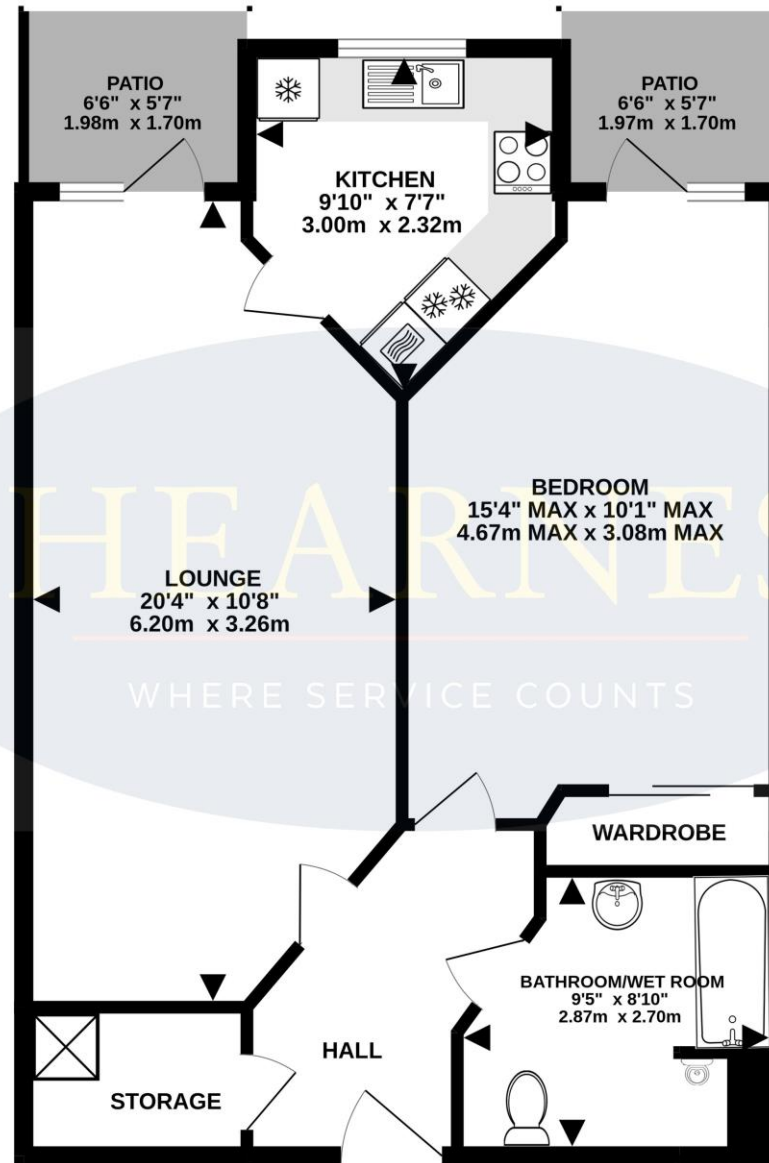 PATIO
6'6" x 5'7"
1.98m x 1.70m
PATIO
6'6" x 5'7"
1.97m x 1.70m
KITCHEN
9'10" x 7'7"
3.00m x 2.32m
BEDROOM
15'4" MAX x 10'1" MAX
4.67m MAX x 3.08m MAX
HEARNES
LOUNGE
20'4" x 10'8"
6.20m x 3.26m
WHERE SERVICE COUNTS
WARDROBE
BATHROOM/WET ROOM
9'5" x 8'10"
2.87m x 2.70m
HALL
STORAGE